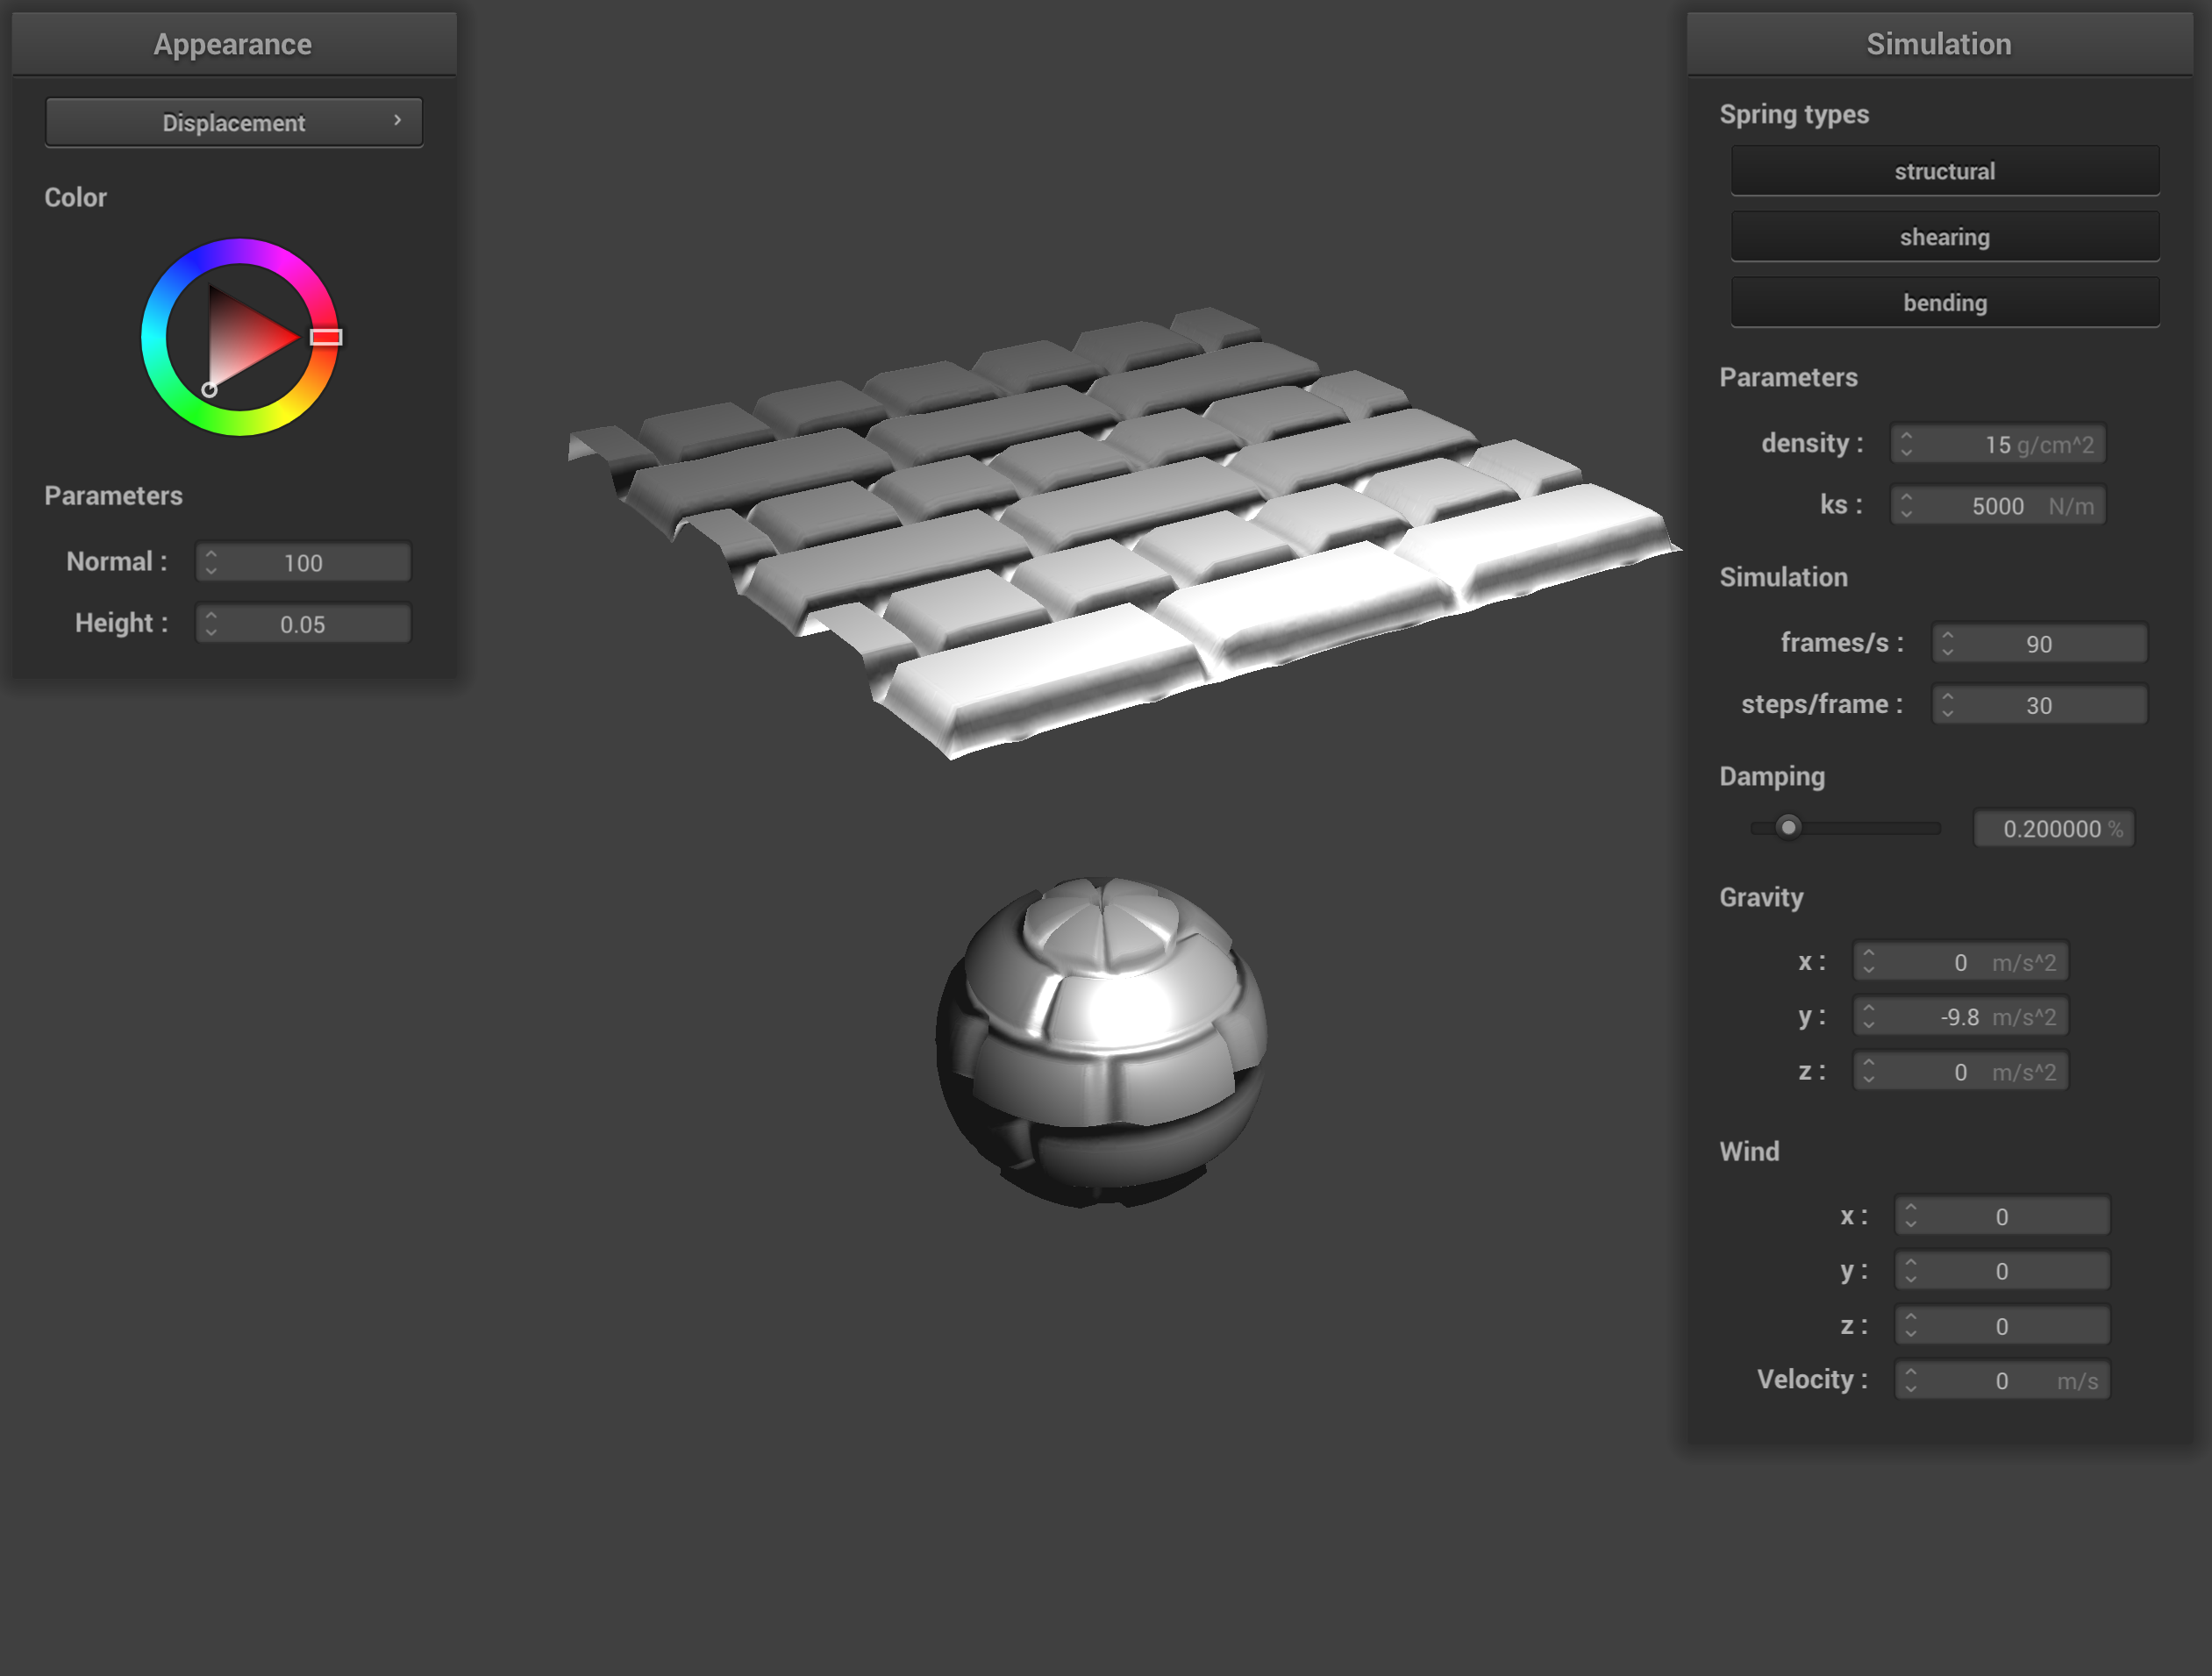 Appearance
Displacement
Color
Parameters
Normal : 100
Height : 0.05
Simulation
Spring types
structural
shearing
bending
Parameters
density : 15 g/cm^2
ks : 5000 N/m
Simulation
frames/s : 90
steps/frame : 30
Damping
0.200000 %
Gravity
x : 0 m/s^2
y : -9.8 m/s^2
z : 0 m/s^2
Wind
x : 0
y : 0
z : 0
Velocity : 0 m/s